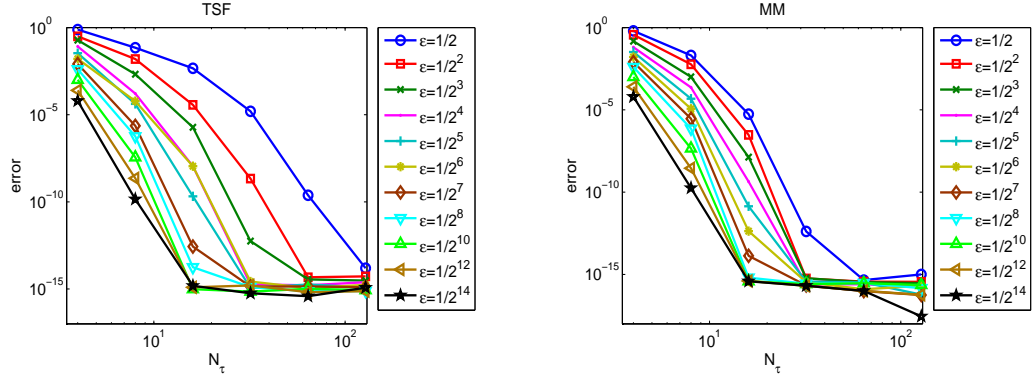 TSF
error
10^0
10^-5
10^-10
10^-15
10^1
10^2
N_τ
ε=1/2
ε=1/2^2
ε=1/2^3
ε=1/2^4
ε=1/2^5
ε=1/2^6
ε=1/2^7
ε=1/2^8
ε=1/2^10
ε=1/2^12
ε=1/2^14
MM
error
10^0
10^-5
10^-10
10^-15
10^1
10^2
N_τ
ε=1/2
ε=1/2^2
ε=1/2^3
ε=1/2^4
ε=1/2^5
ε=1/2^6
ε=1/2^7
ε=1/2^8
ε=1/2^10
ε=1/2^12
ε=1/2^14